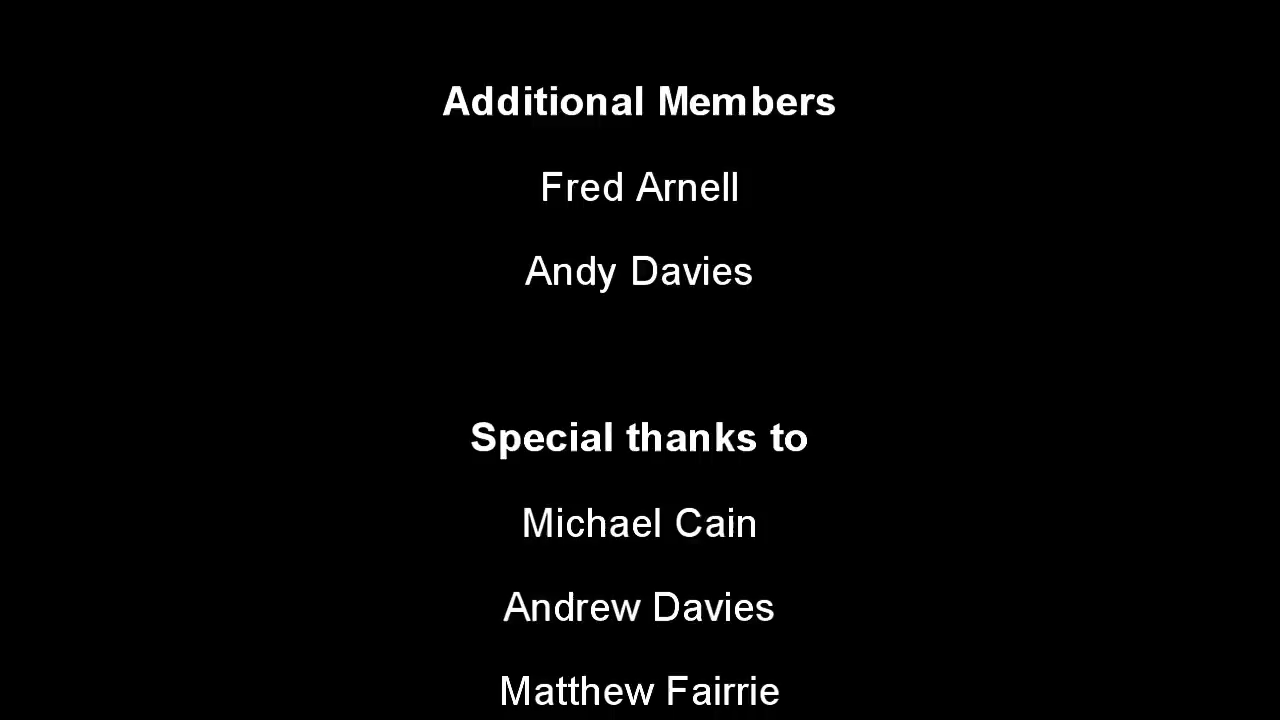 Additional Members
Fred Arnell
Andy Davies
Special thanks to
Michael Cain
Andrew Davies
Matthew Fairrie